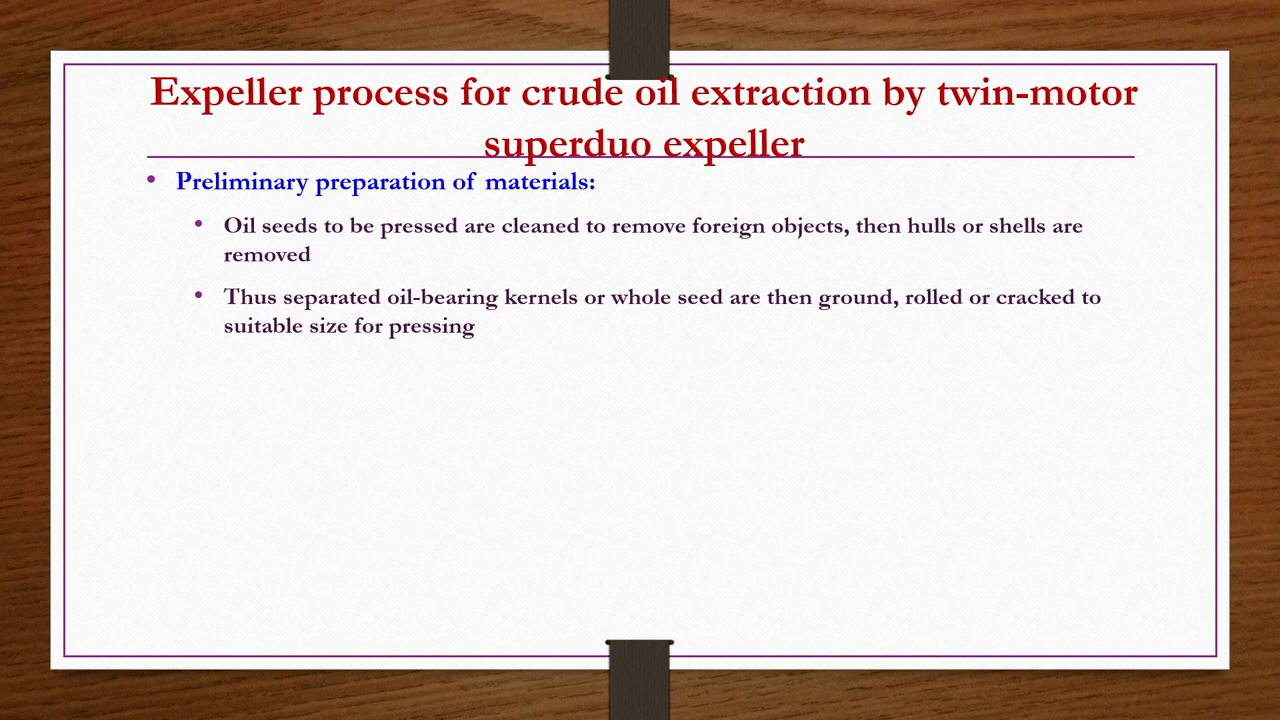 Expeller process for crude oil extraction by twin-motor
superduo expeller
• Preliminary preparation of materials:
• Oil seeds to be pressed are cleaned to remove foreign objects, then hulls or shells are
removed
• Thus separated oil-bearing kernels or whole seed are then ground, rolled or cracked to
suitable size for pressing